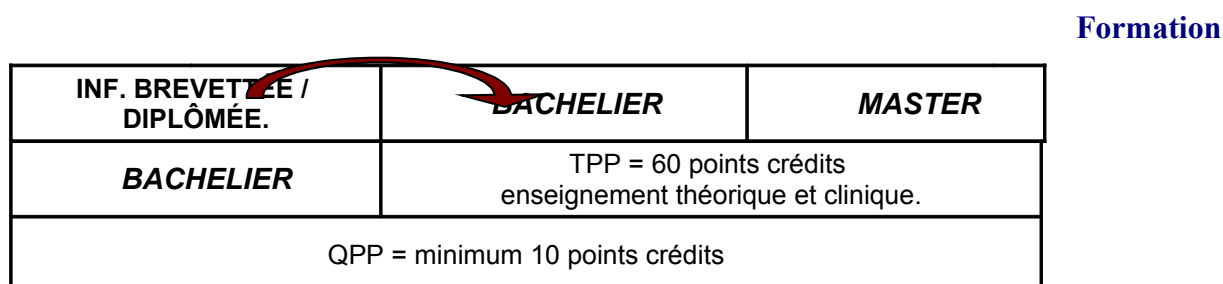 Formation
INF. BREVETTÉE /
DIPLÔMÉE.
BACHELIER
MASTER
BACHELIER
TPP = 60 points crédits
enseignement théorique et clinique.
QPP = minimum 10 points crédits